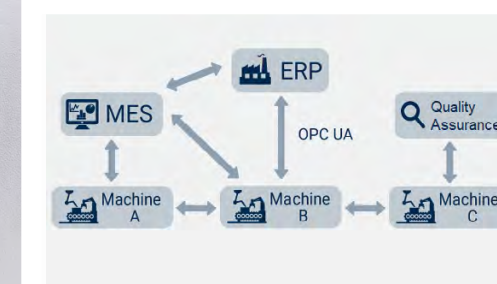 ERP
MES
OPC UA
Quality
Assurance
Machine
A
Machine
B
Machine
C